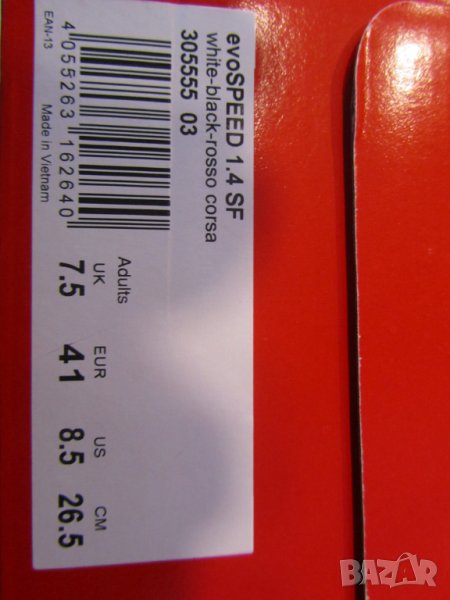 evoSPEED 1.4 SF
white-black-rosso corsa
305555 03
4 055263 162640
EAN-13
Made in Vietnam
Adults
UK EUR US CM
7.5 41 8.5 26.5
BAZAR